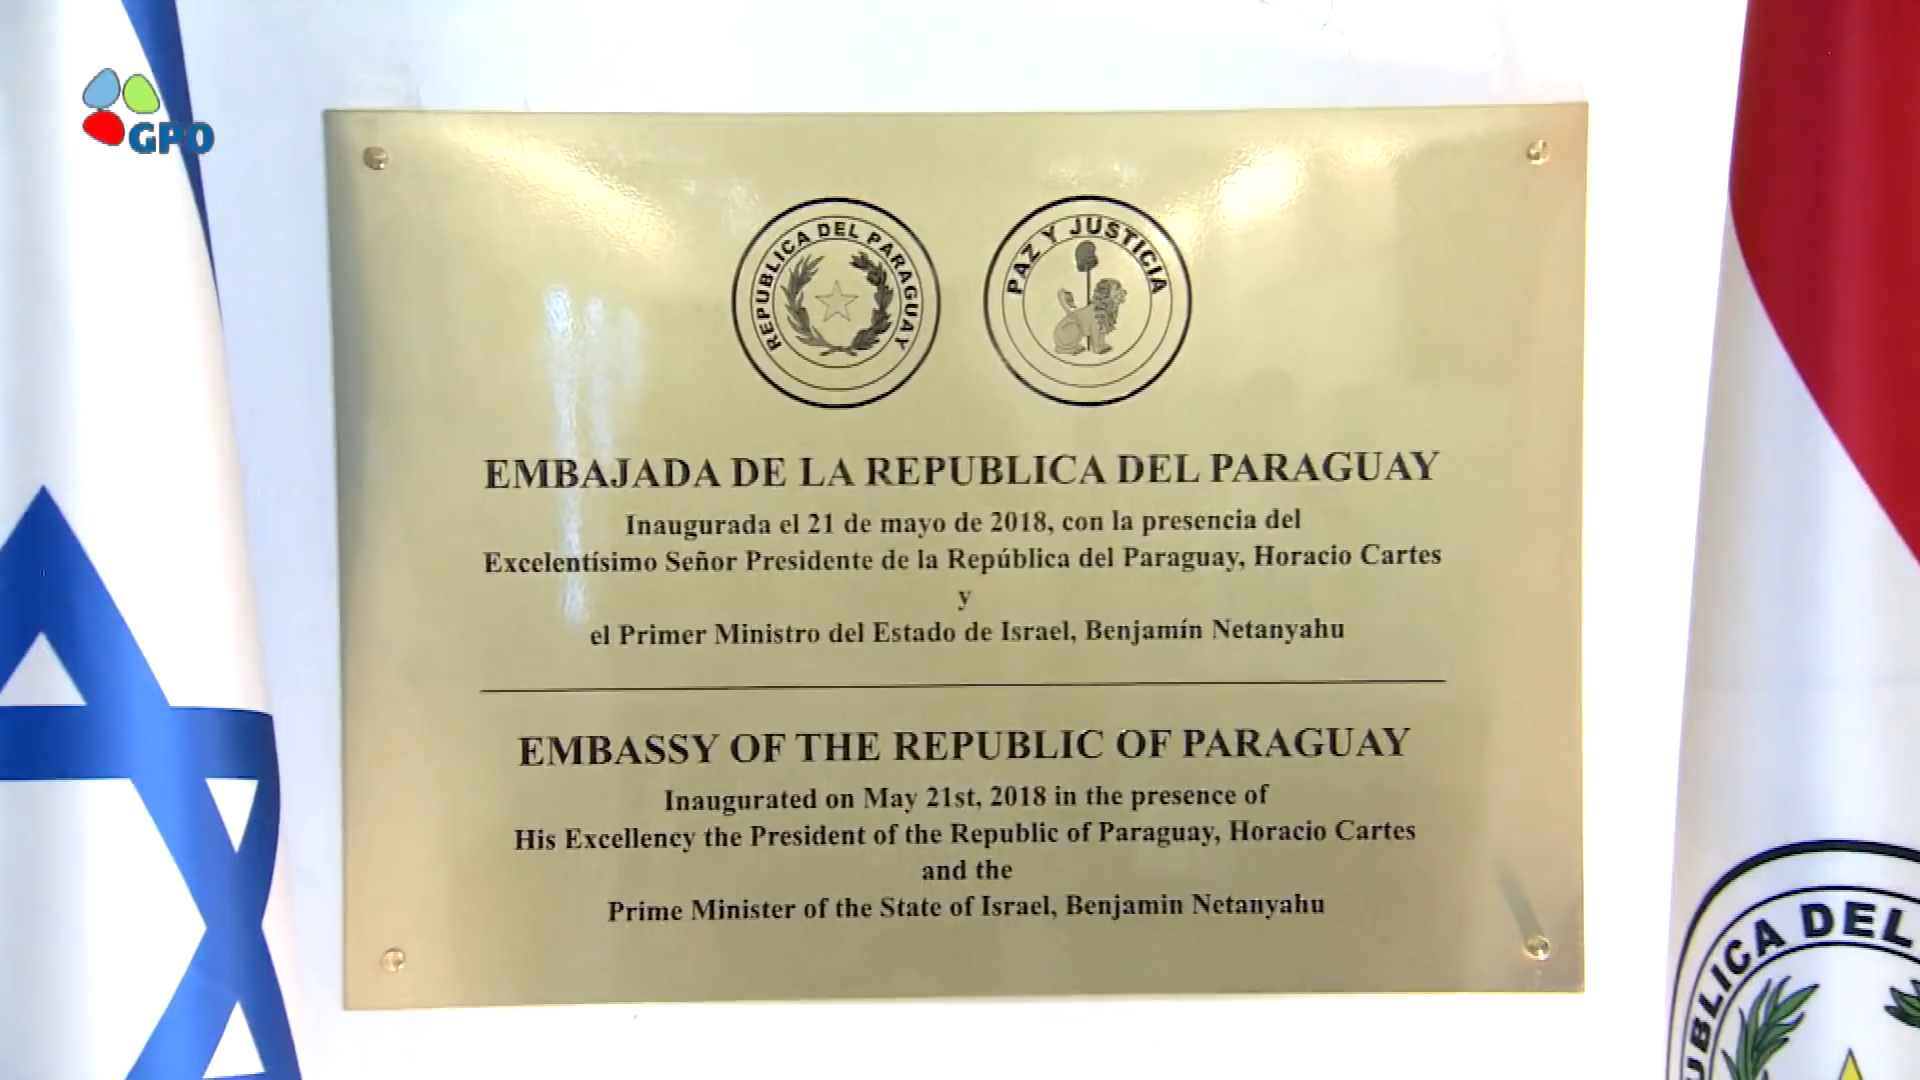 GPO
REPUBLICA DEL PARAGUAY
PAZ Y JUSTICIA
EMBAJADA DE LA REPUBLICA DEL PARAGUAY
Inaugurada el 21 de mayo de 2018, con la presencia del
Excelentísimo Señor Presidente de la República del Paraguay, Horacio Cartes
y
el Primer Ministro del Estado de Israel, Benjamín Netanyahu
EMBASSY OF THE REPUBLIC OF PARAGUAY
Inaugurated on May 21st, 2018 in the presence of
His Excellency the President of the Republic of Paraguay, Horacio Cartes
and the
Prime Minister of the State of Israel, Benjamin Netanyahu
UBLICA DEL